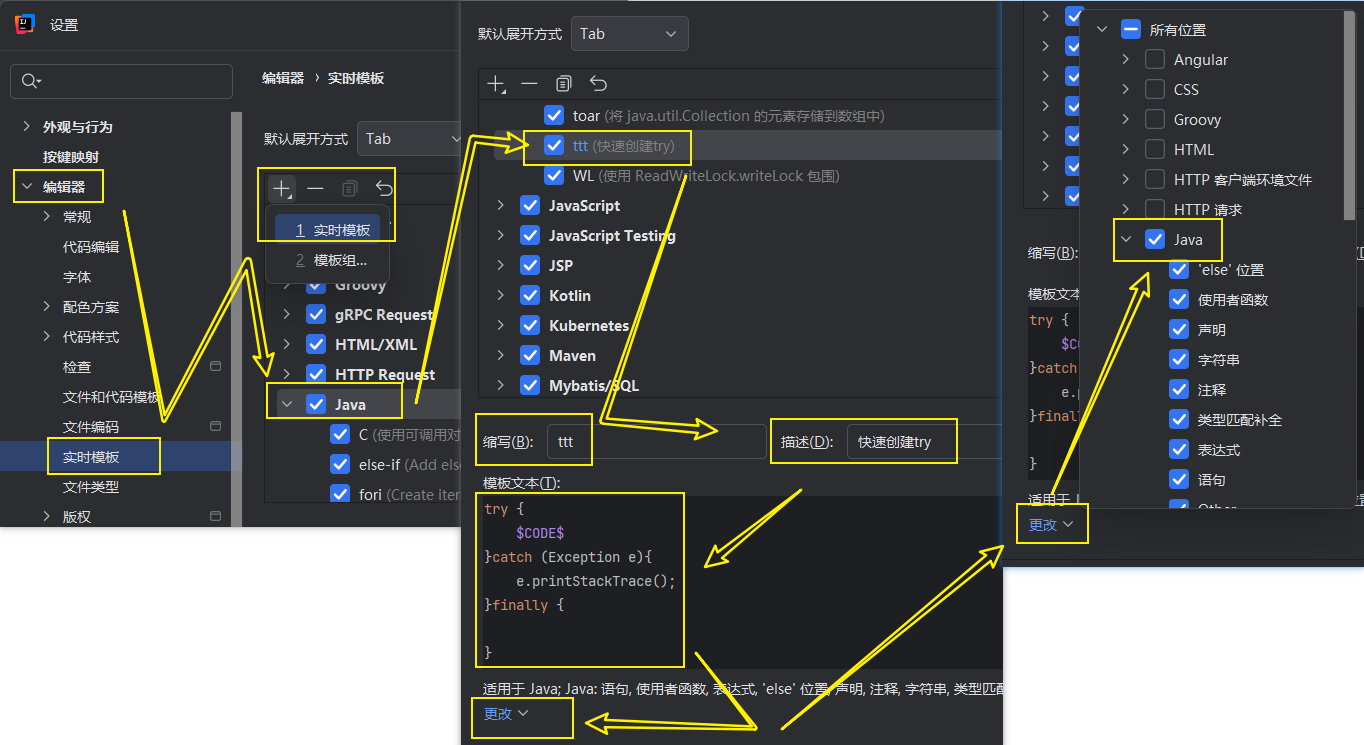 设置
外观与行为
按键映射
编辑器
常规
代码编辑
字体
配色方案
代码样式
检查
文件和代码模板
文件编码
实时模板
文件类型
版权
编辑器 › 实时模板
默认展开方式 Tab
1 实时模板
2 模板组...
Groovy
gRPC Request
HTML/XML
HTTP Request
Java
C (使用可调用对
else-if (Add else
fori (Create iter
默认展开方式 Tab
toar (将 java.util.Collection 的元素存储到数组中)
ttt (快速创建try)
WL (使用 ReadWriteLock.writeLock 包围)
JavaScript
JavaScript Testing
JSP
Kotlin
Kubernetes
Maven
Mybatis/SQL
缩写(B): ttt 描述(D): 快速创建try
模板文本(T):
try {
$CODE$
}catch (Exception e){
e.printStackTrace();
}finally {
}
适用于 Java; Java: 语句, 使用者函数, 表达式, 'else' 位置, 声明, 注释, 字符串, 类型匹配
更改
所有位置
Angular
CSS
Groovy
HTML
HTTP 客户端环境文件
HTTP 请求
Java
'else' 位置
使用者函数
声明
字符串
注释
类型匹配补全
表达式
语句
Other
缩写(B):
模板文本
try {
$CO
}catch
e.
}finall
}
适用于 J
更改